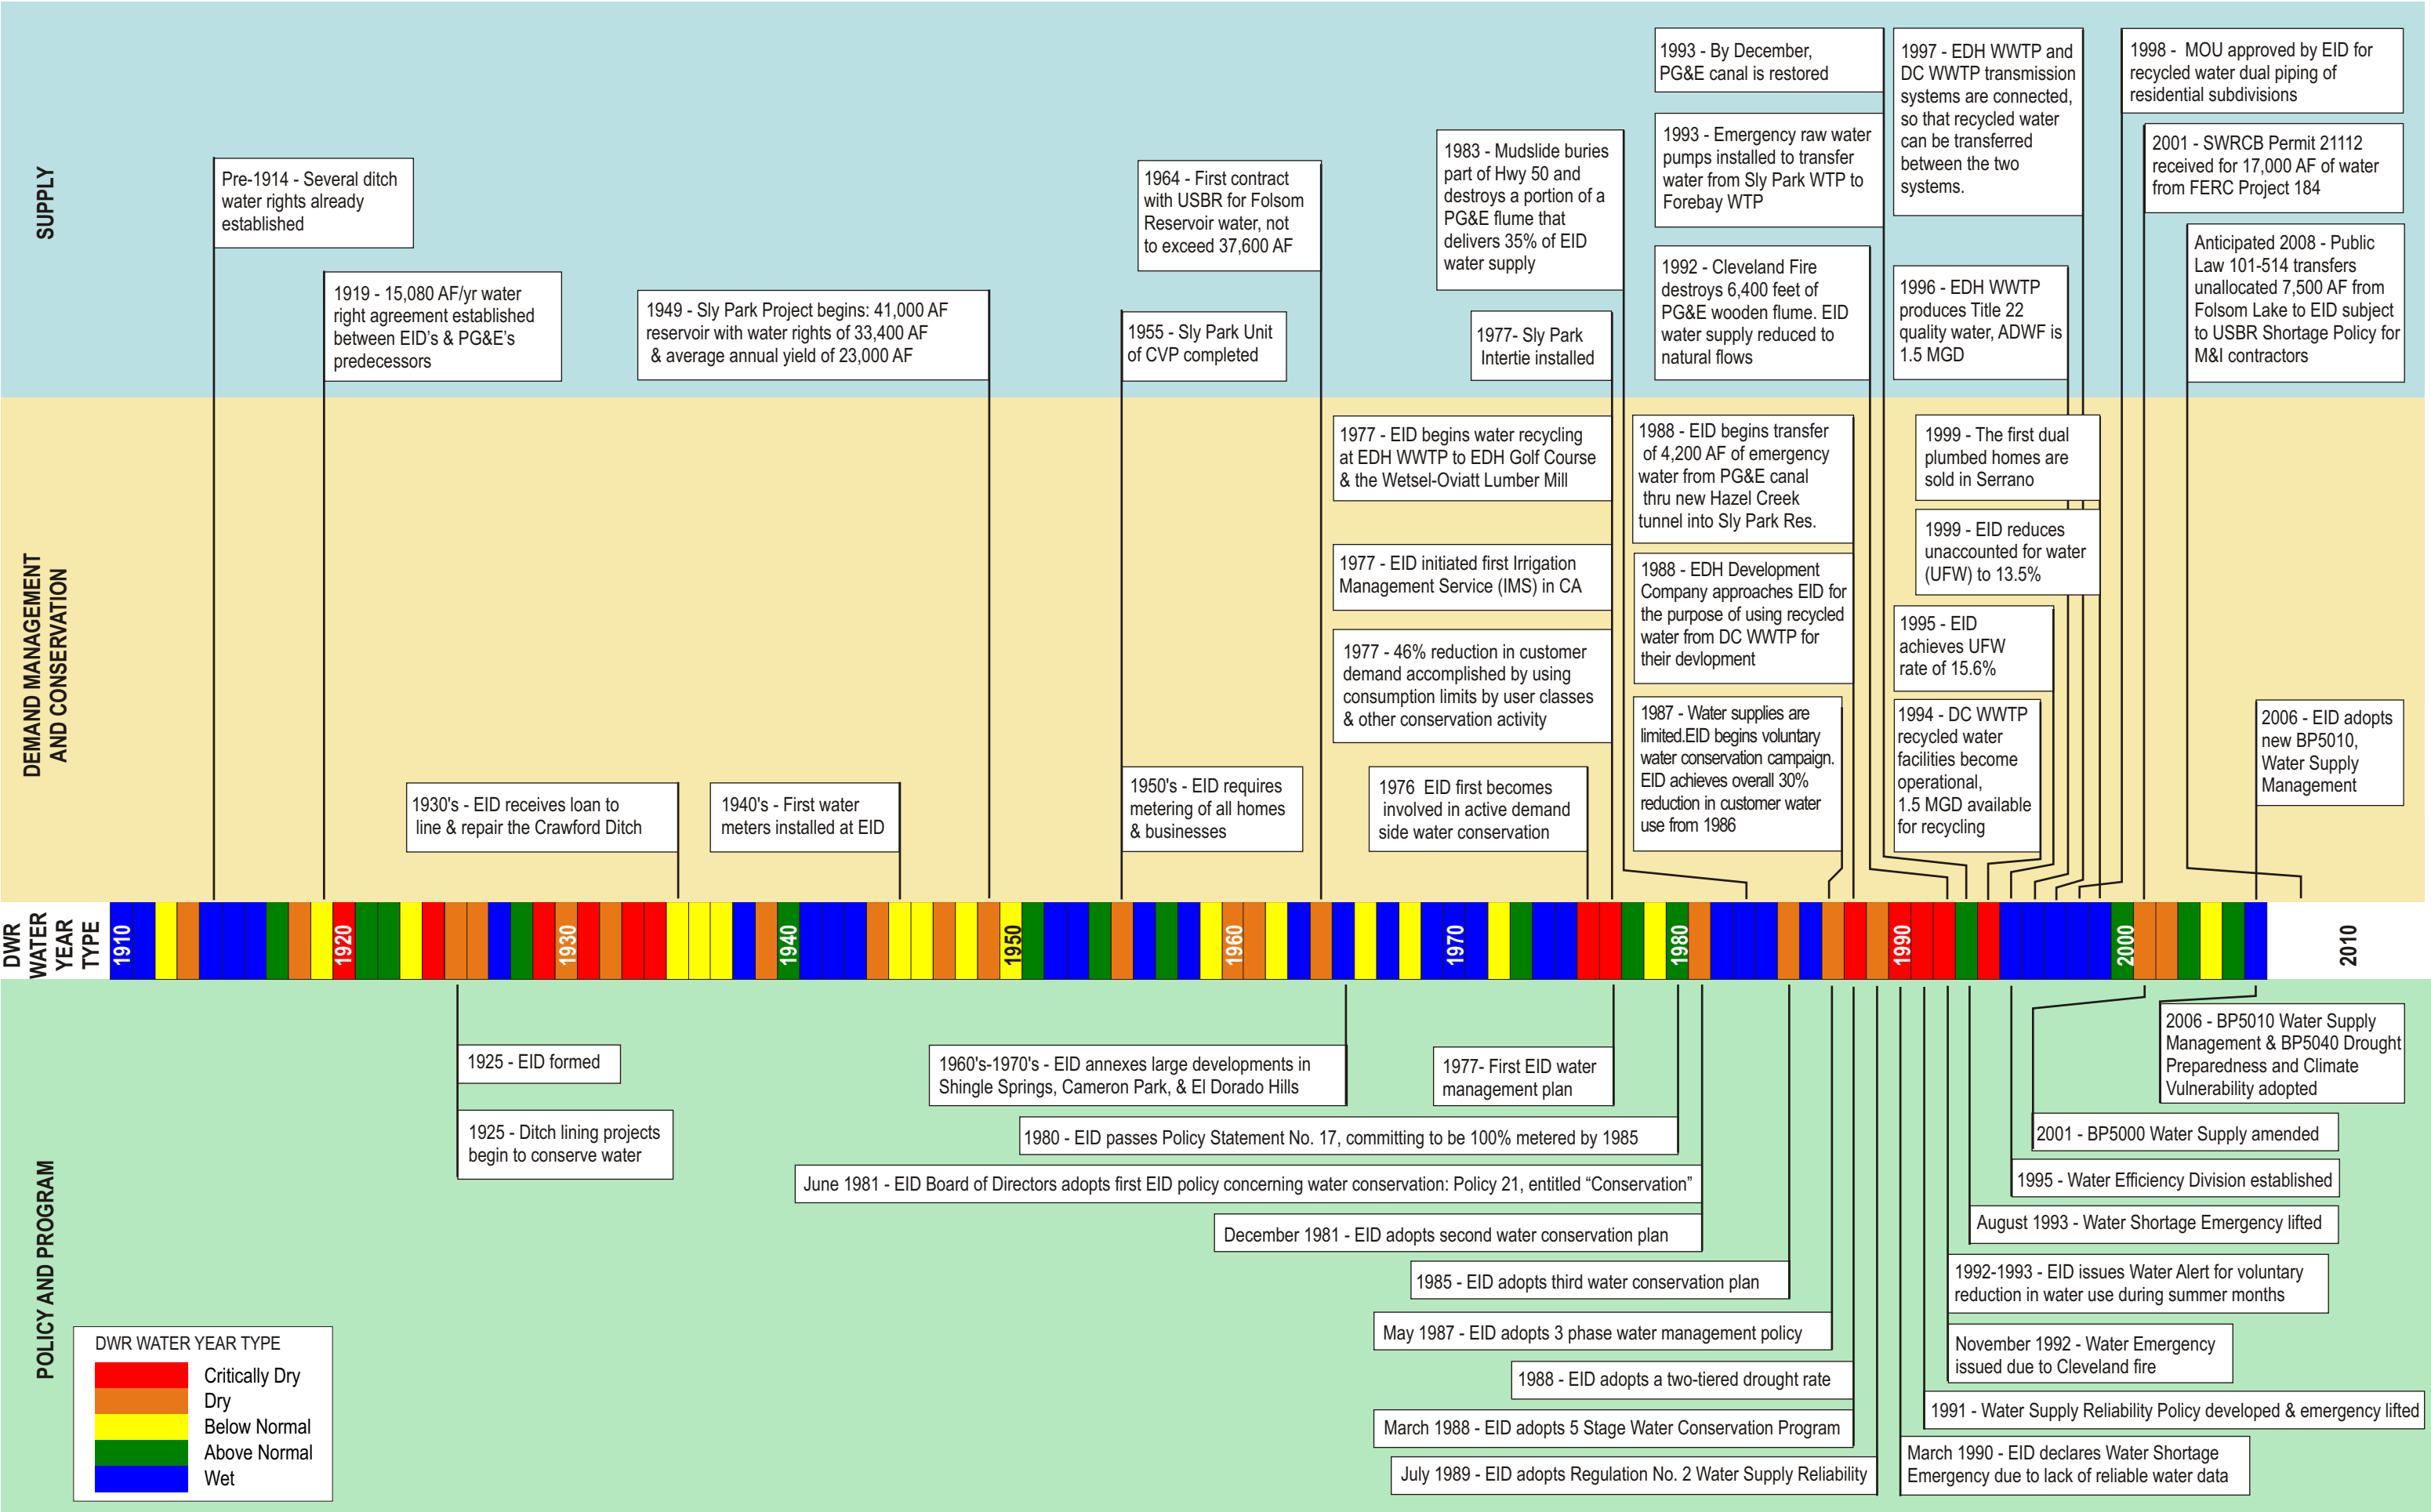 SUPPLY
Pre-1914 - Several ditch
water rights already
established
1919 - 15,080 AF/yr water
right agreement established
between EID's & PG&E's
predecessors
1949 - Sly Park Project begins: 41,000 AF
reservoir with water rights of 33,400 AF
& average annual yield of 23,000 AF
1955 - Sly Park Unit
of CVP completed
1964 - First contract
with USBR for Folsom
Reservoir water, not
to exceed 37,600 AF
1983 - Mudslide buries
part of Hwy 50 and
destroys a portion of a
PG&E flume that
delivers 35% of EID
water supply
1977- Sly Park
Intertie installed
1993 - By December,
PG&E canal is restored
1993 - Emergency raw water
pumps installed to transfer
water from Sly Park WTP to
Forebay WTP
1992 - Cleveland Fire
destroys 6,400 feet of
PG&E wooden flume. EID
water supply reduced to
natural flows
1997 - EDH WWTP and
DC WWTP transmission
systems are connected,
so that recycled water
can be transferred
between the two
systems.
1996 - EDH WWTP
produces Title 22
quality water, ADWF is
1.5 MGD
1998 - MOU approved by EID for
recycled water dual piping of
residential subdivisions
2001 - SWRCB Permit 21112
received for 17,000 AF of water
from FERC Project 184
Anticipated 2008 - Public
Law 101-514 transfers
unallocated 7,500 AF from
Folsom Lake to EID subject
to USBR Shortage Policy for
M&I contractors
DEMAND MANAGEMENT
AND CONSERVATION
1930's - EID receives loan to
line & repair the Crawford Ditch
1940's - First water
meters installed at EID
1950's - EID requires
metering of all homes
& businesses
1977 - EID begins water recycling
at EDH WWTP to EDH Golf Course
& the Wetsel-Oviatt Lumber Mill
1977 - EID initiated first Irrigation
Management Service (IMS) in CA
1977 - 46% reduction in customer
demand accomplished by using
consumption limits by user classes
& other conservation activity
1976 EID first becomes
involved in active demand
side water conservation
1988 - EID begins transfer
of 4,200 AF of emergency
water from PG&E canal
thru new Hazel Creek
tunnel into Sly Park Res.
1988 - EDH Development
Company approaches EID for
the purpose of using recycled
water from DC WWTP for
their devlopment
1987 - Water supplies are
limited.EID begins voluntary
water conservation campaign.
EID achieves overall 30%
reduction in customer water
use from 1986
1999 - The first dual
plumbed homes are
sold in Serrano
1999 - EID reduces
unaccounted for water
(UFW) to 13.5%
1995 - EID
achieves UFW
rate of 15.6%
1994 - DC WWTP
recycled water
facilities become
operational,
1.5 MGD available
for recycling
2006 - EID adopts
new BP5010,
Water Supply
Management
DWR
WATER
YEAR
TYPE
1910
1920
1930
1940
1950
1960
1970
1980
1990
2000
2010
POLICY AND PROGRAM
1925 - EID formed
1925 - Ditch lining projects
begin to conserve water
1960's-1970's - EID annexes large developments in
Shingle Springs, Cameron Park, & El Dorado Hills
1977- First EID water
management plan
1980 - EID passes Policy Statement No. 17, committing to be 100% metered by 1985
June 1981 - EID Board of Directors adopts first EID policy concerning water conservation: Policy 21, entitled “Conservation”
December 1981 - EID adopts second water conservation plan
1985 - EID adopts third water conservation plan
May 1987 - EID adopts 3 phase water management policy
1988 - EID adopts a two-tiered drought rate
March 1988 - EID adopts 5 Stage Water Conservation Program
July 1989 - EID adopts Regulation No. 2 Water Supply Reliability
2006 - BP5010 Water Supply
Management & BP5040 Drought
Preparedness and Climate
Vulnerability adopted
2001 - BP5000 Water Supply amended
1995 - Water Efficiency Division established
August 1993 - Water Shortage Emergency lifted
1992-1993 - EID issues Water Alert for voluntary
reduction in water use during summer months
November 1992 - Water Emergency
issued due to Cleveland fire
1991 - Water Supply Reliability Policy developed & emergency lifted
March 1990 - EID declares Water Shortage
Emergency due to lack of reliable water data
DWR WATER YEAR TYPE
Critically Dry
Dry
Below Normal
Above Normal
Wet